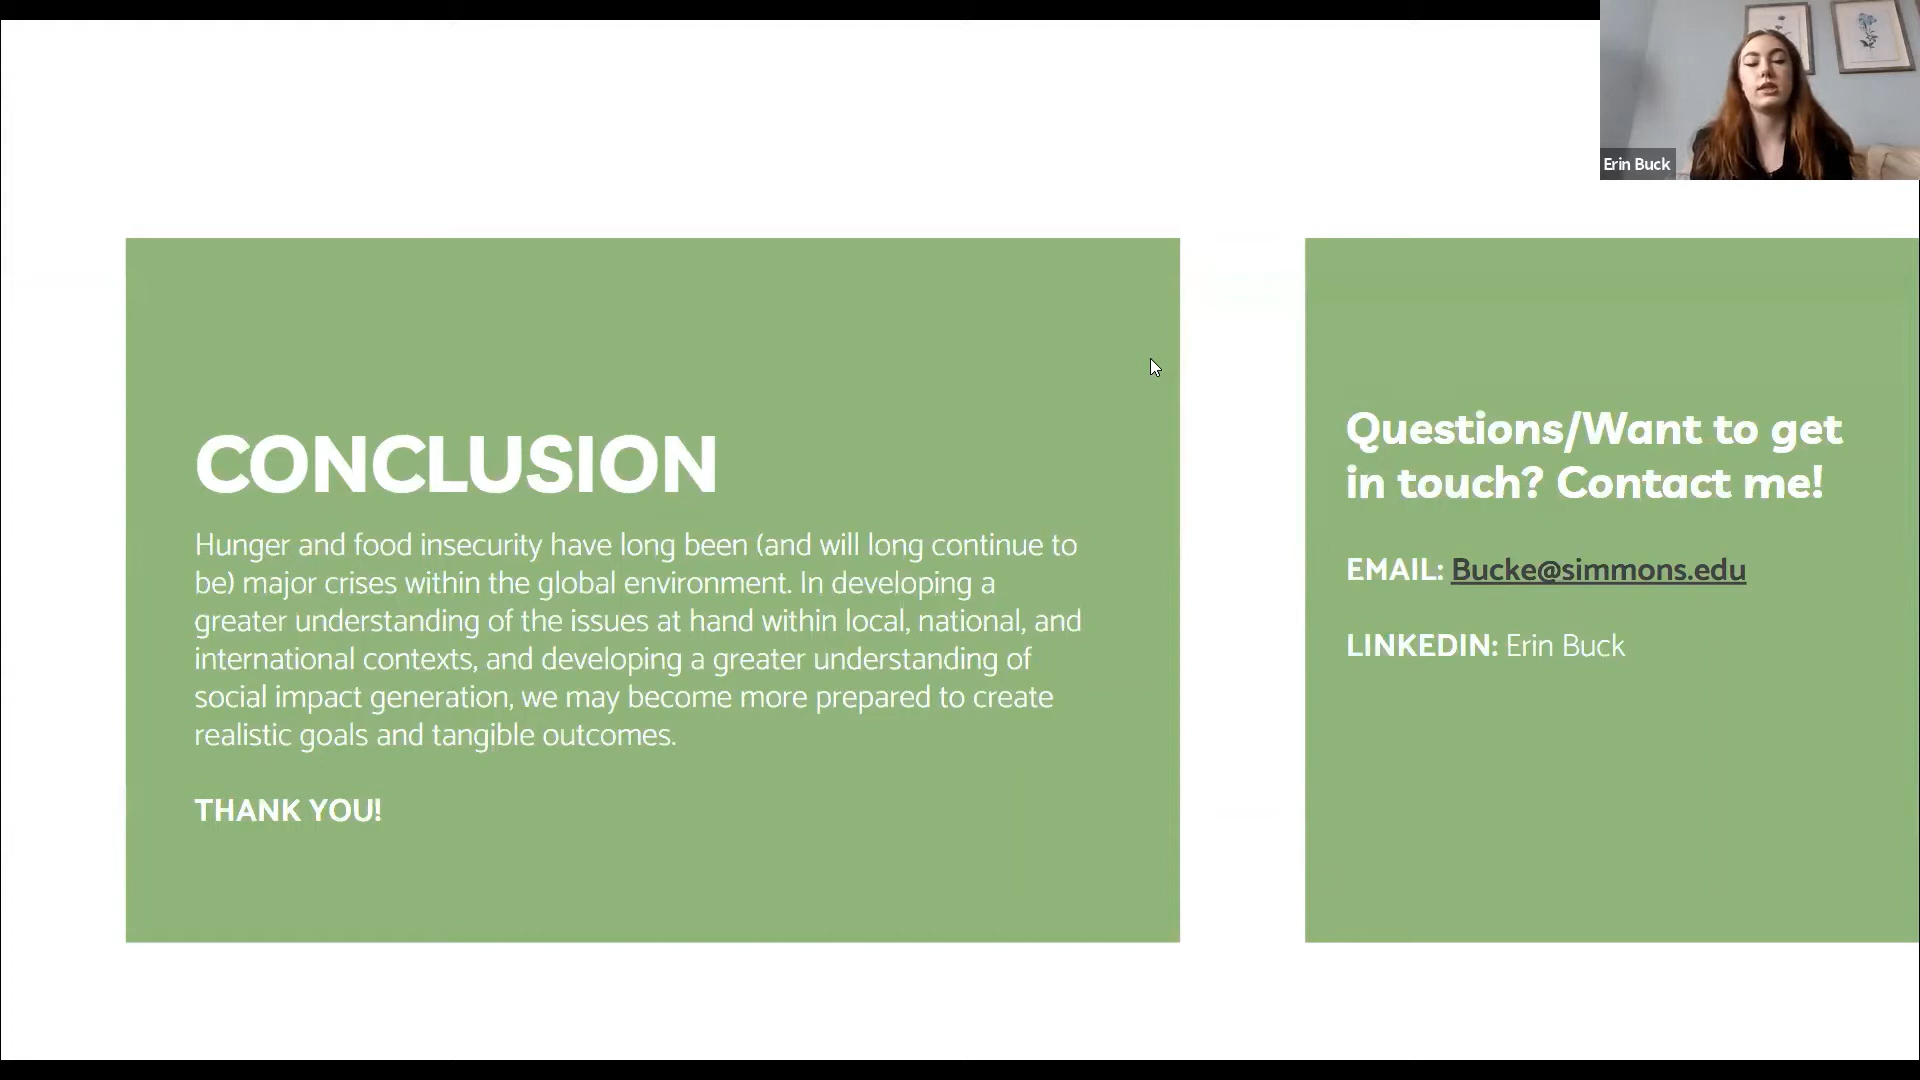 Erin Buck
CONCLUSION
Hunger and food insecurity have long been (and will long continue to
be) major crises within the global environment. In developing a
greater understanding of the issues at hand within local, national, and
international contexts, and developing a greater understanding of
social impact generation, we may become more prepared to create
realistic goals and tangible outcomes.
THANK YOU!
Questions/Want to get
in touch? Contact me!
EMAIL: Bucke@simmons.edu
LINKEDIN: Erin Buck